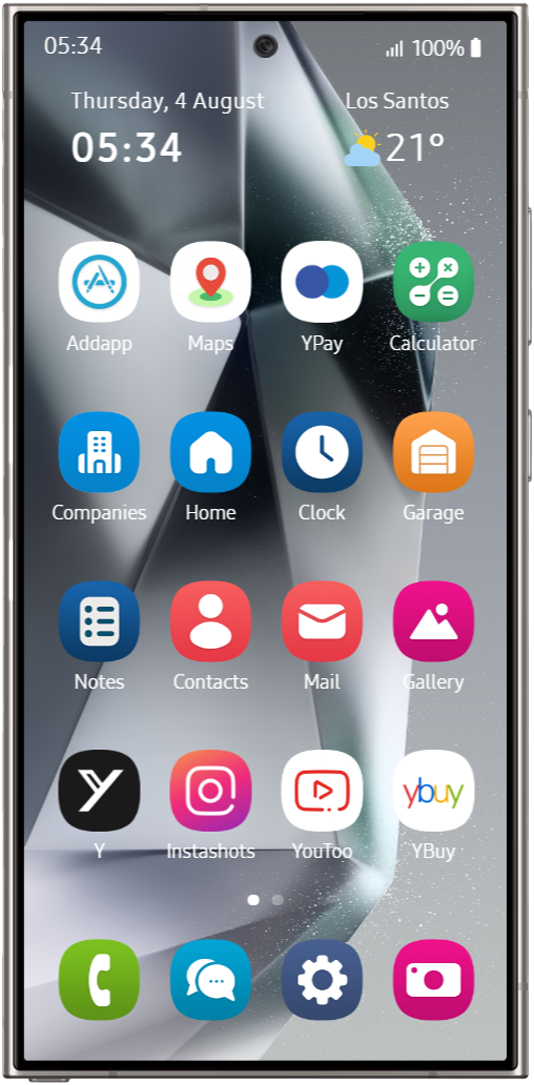 05:34 100%
Thursday, 4 August Los Santos
05:34 21°
Addapp Maps YPay Calculator
Companies Home Clock Garage
Notes Contacts Mail Gallery
ybuy
Y Instashots YouToo YBuy